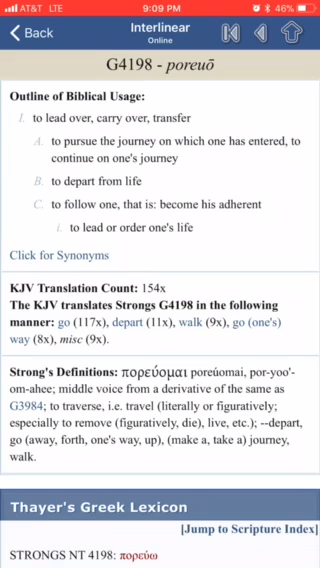 AT&T LTE 9:09 PM 46%
Back Interlinear
Online
G4198 - poreuō
Outline of Biblical Usage:
I. to lead over, carry over, transfer
A. to pursue the journey on which one has entered, to
continue on one's journey
B. to depart from life
C. to follow one, that is: become his adherent
i. to lead or order one's life
Click for Synonyms
KJV Translation Count: 154x
The KJV translates Strongs G4198 in the following
manner: go (117x), depart (11x), walk (9x), go (one's)
way (8x), misc (9x).
Strong's Definitions: πορεύομαι poreúomai, por-yoo'-
om-ahee; middle voice from a derivative of the same as
G3984; to traverse, i.e. travel (literally or figuratively;
especially to remove (figuratively, die), live, etc.); --depart,
go (away, forth, one's way, up), (make a, take a) journey,
walk.
Thayer's Greek Lexicon
[Jump to Scripture Index]
STRONGS NT 4198: πορεύω